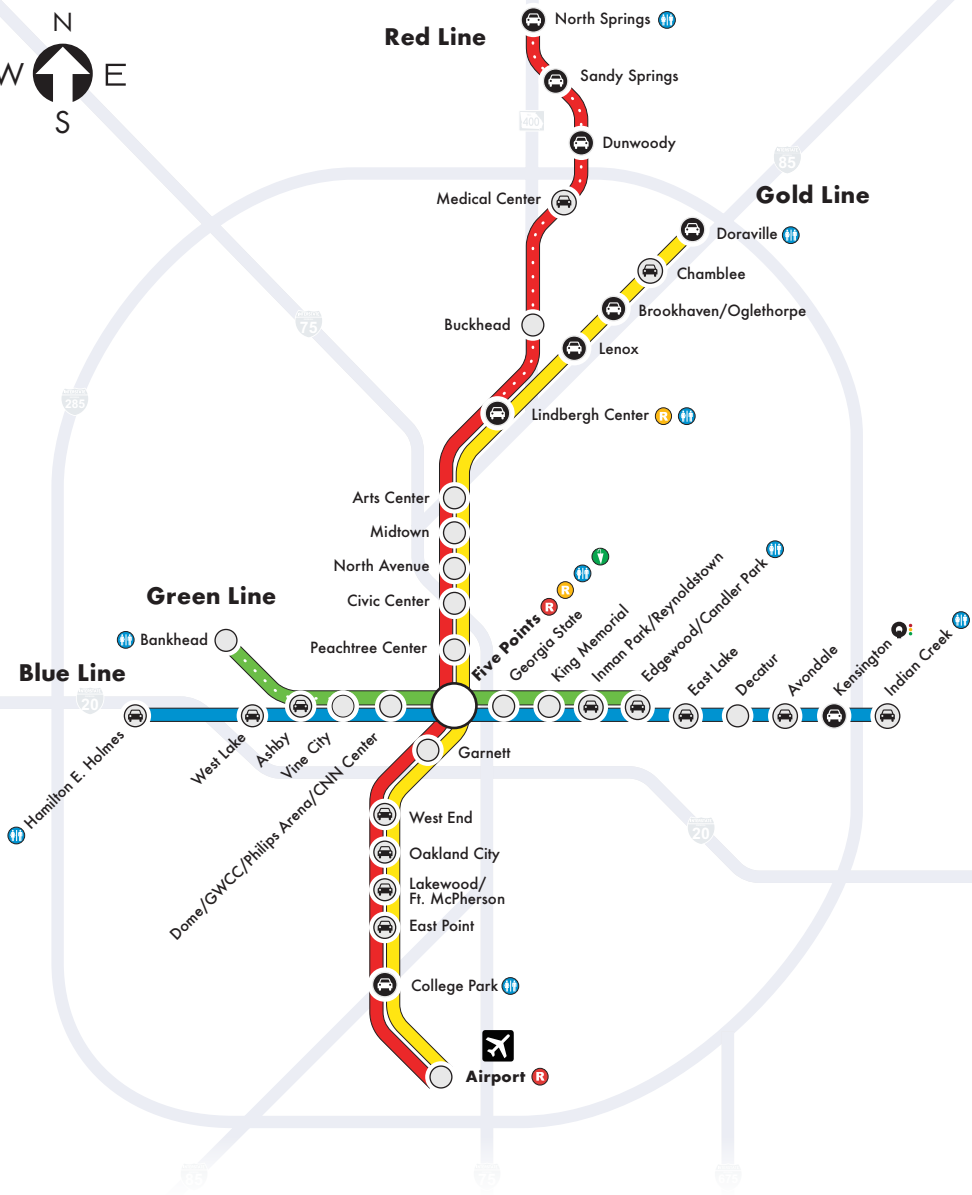 N
W
E
S
Red Line
North Springs
Sandy Springs
400
Dunwoody
85
Medical Center
Gold Line
Doraville
Chamblee
Brookhaven/Oglethorpe
75
Buckhead
Lenox
285
Lindbergh Center R
Arts Center
Midtown
North Avenue
Civic Center
Peachtree Center
Green Line
Bankhead
Blue Line
20
Five Points R R
Georgia State
King Memorial
Inman Park/Reynoldstown
Edgewood/Candler Park
East Lake
Decatur
Avondale
Kensington Q:
Indian Creek
Hamilton E. Holmes
West Lake
Ashby
Vine City
Dome/GWCC/Philips Arena/CNN Center
Garnett
20
West End
Oakland City
Lakewood/
Ft. McPherson
East Point
College Park
Airport R
85
75